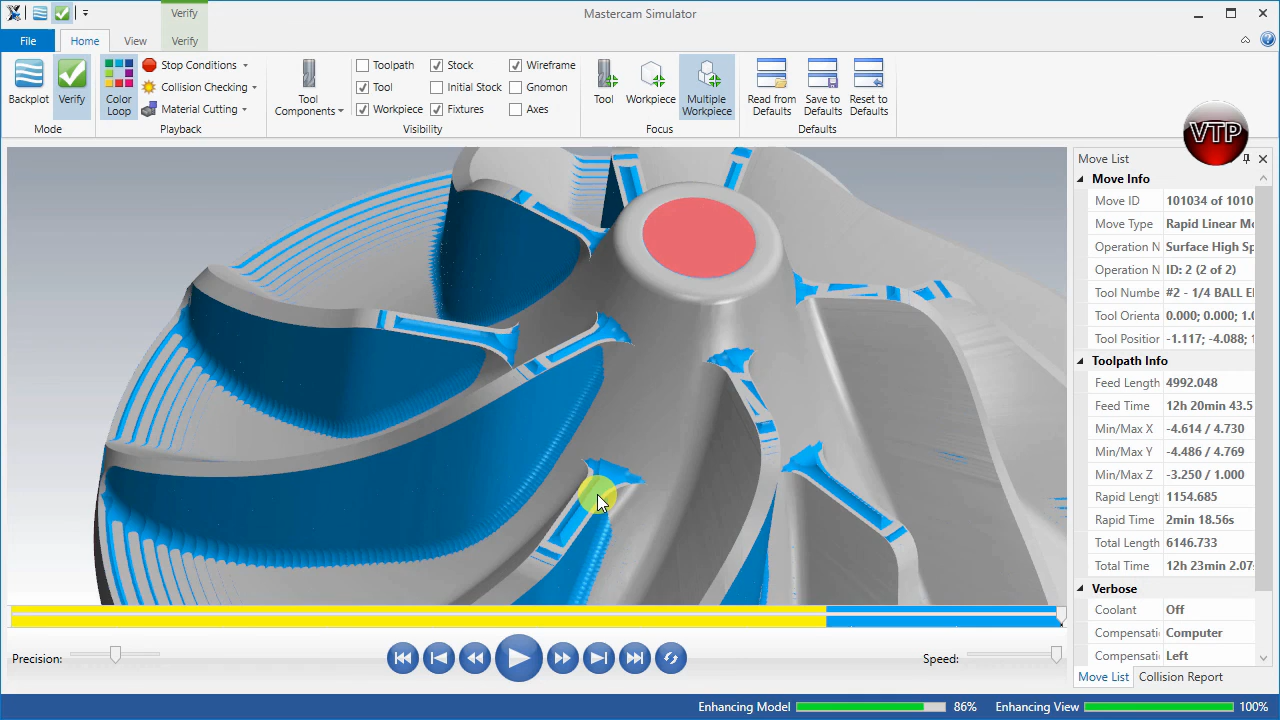 Verify
Mastercam Simulator
File
Home
View
Verify
Backplot
Verify
Mode
Color Loop
Stop Conditions
Collision Checking
Material Cutting
Playback
Tool Components
Toolpath
Tool
Workpiece
Stock
Initial Stock
Fixtures
Wireframe
Gnomon
Axes
Visibility
Tool
Workpiece
Multiple Workpiece
Focus
Read from Defaults
Save to Defaults
Reset to Defaults
Defaults
VTP
Move List
Move Info
Move ID 101034 of 1010
Move Type Rapid Linear Mo
Operation N Surface High Sp
Operation N ID: 2 (2 of 2)
Tool Numbe #2 - 1/4 BALL E
Tool Orienta 0.000; 0.000; 1.0
Tool Position -1.117; -4.088; 1
Toolpath Info
Feed Length 4992.048
Feed Time 12h 20min 43.5
Min/Max X -4.614 / 4.730
Min/Max Y -4.486 / 4.769
Min/Max Z -3.250 / 1.000
Rapid Lengt 1154.685
Rapid Time 2min 18.56s
Total Length 6146.733
Total Time 12h 23min 2.07
Verbose
Coolant Off
Compensati Computer
Compensati Left
Move List
Collision Report
Precision:
Speed:
Enhancing Model 86% Enhancing View 100%